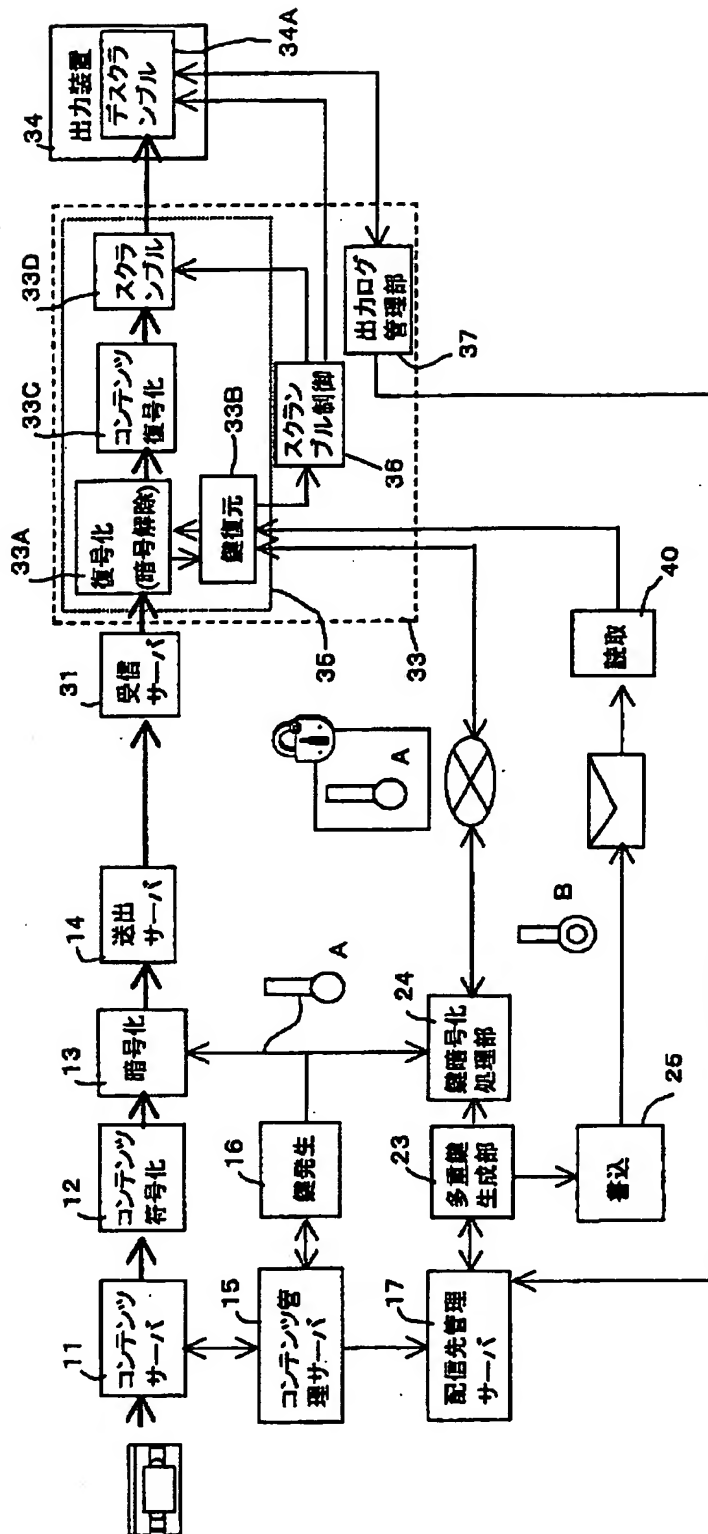 11
コンテンツ
サーバ
12
コンテンツ
符号化
13
暗号化
14
送出
サーバ
31
受信
サーバ
33A
復号化
(暗号解除)
33C
コンテンツ
復号化
33D
スクラ
ンブル
34
出力装置
デスクラ
ンブル
34A
15
コンテンツ管
理サーバ
16
鍵発生
A
A
33B
鍵復元
35
33
スクラン
ブル制御
36
出力ログ
管理部
37
17
配信先管理
サーバ
23
多重鍵
生成部
24
鍵暗号化
処理部
B
25
書込
40
読取